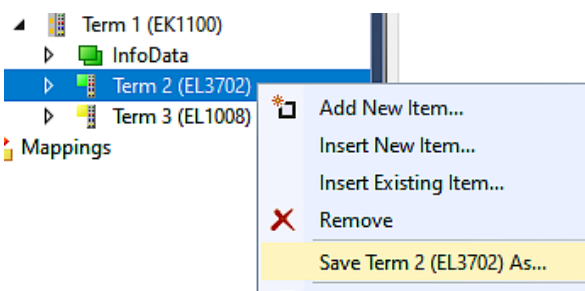 Term 1 (EK1100)
InfoData
Term 2 (EL3702)
Term 3 (EL1008)
Mappings
Add New Item...
Insert New Item...
Insert Existing Item...
Remove
Save Term 2 (EL3702) As...